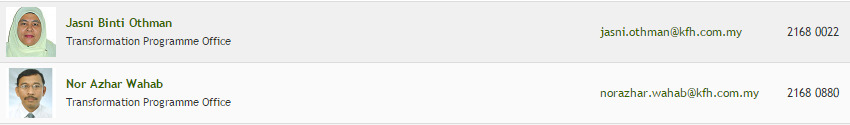 Jasni Binti Othman
Transformation Programme Office
jasni.othman@kfh.com.my
2168 0022
Nor Azhar Wahab
Transformation Programme Office
norazhar.wahab@kfh.com.my
2168 0880